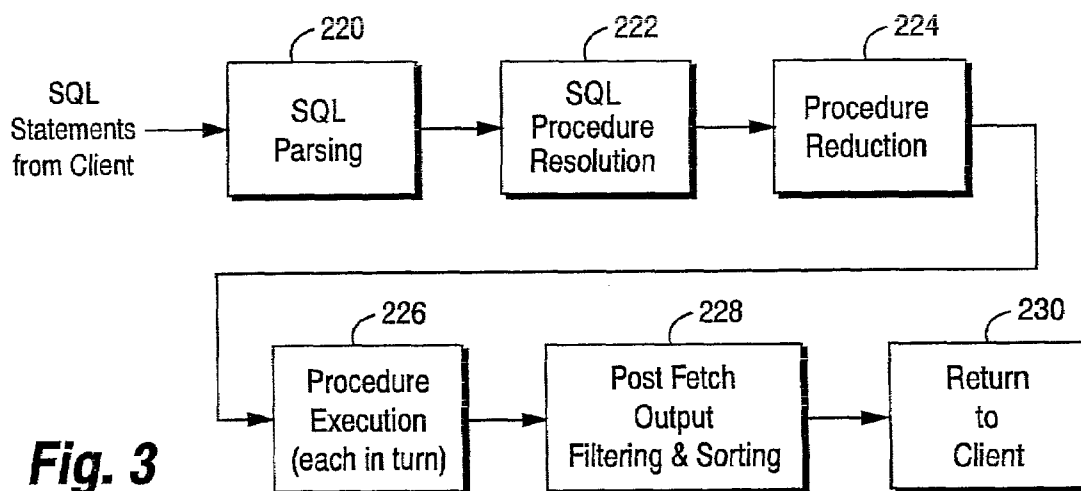 220
222
224
SQL
Statements
from Client
SQL
Parsing
SQL
Procedure
Resolution
Procedure
Reduction
226
228
230
Procedure
Execution
(each in turn)
Post Fetch
Output
Filtering & Sorting
Return
to
Client
Fig. 3